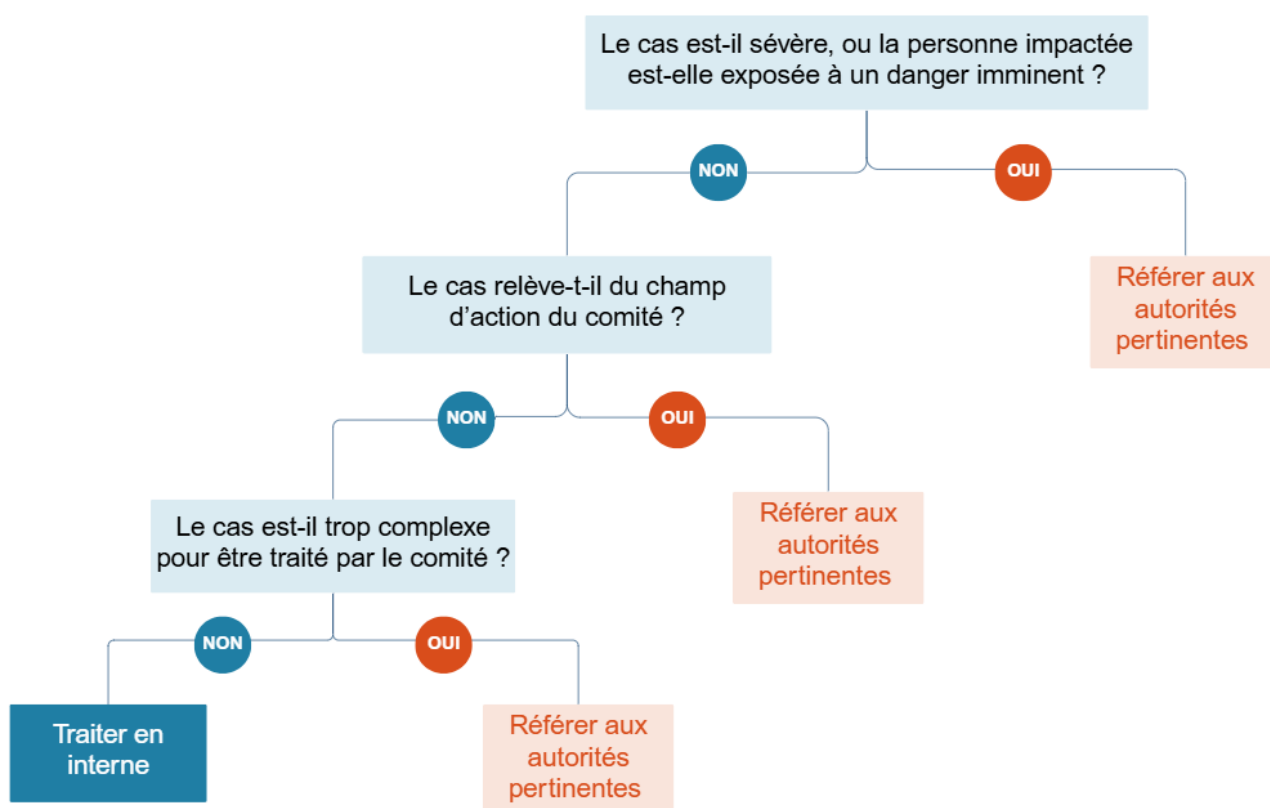 Le cas est-il sévère, ou la personne impactée
est-elle exposée à un danger imminent ?
NON
OUI
Le cas relève-t-il du champ
d’action du comité ?
Référer aux
autorités
pertinentes
NON
OUI
Le cas est-il trop complexe
pour être traité par le comité ?
Référer aux
autorités
pertinentes
NON
OUI
Traiter en
interne
Référer aux
autorités
pertinentes